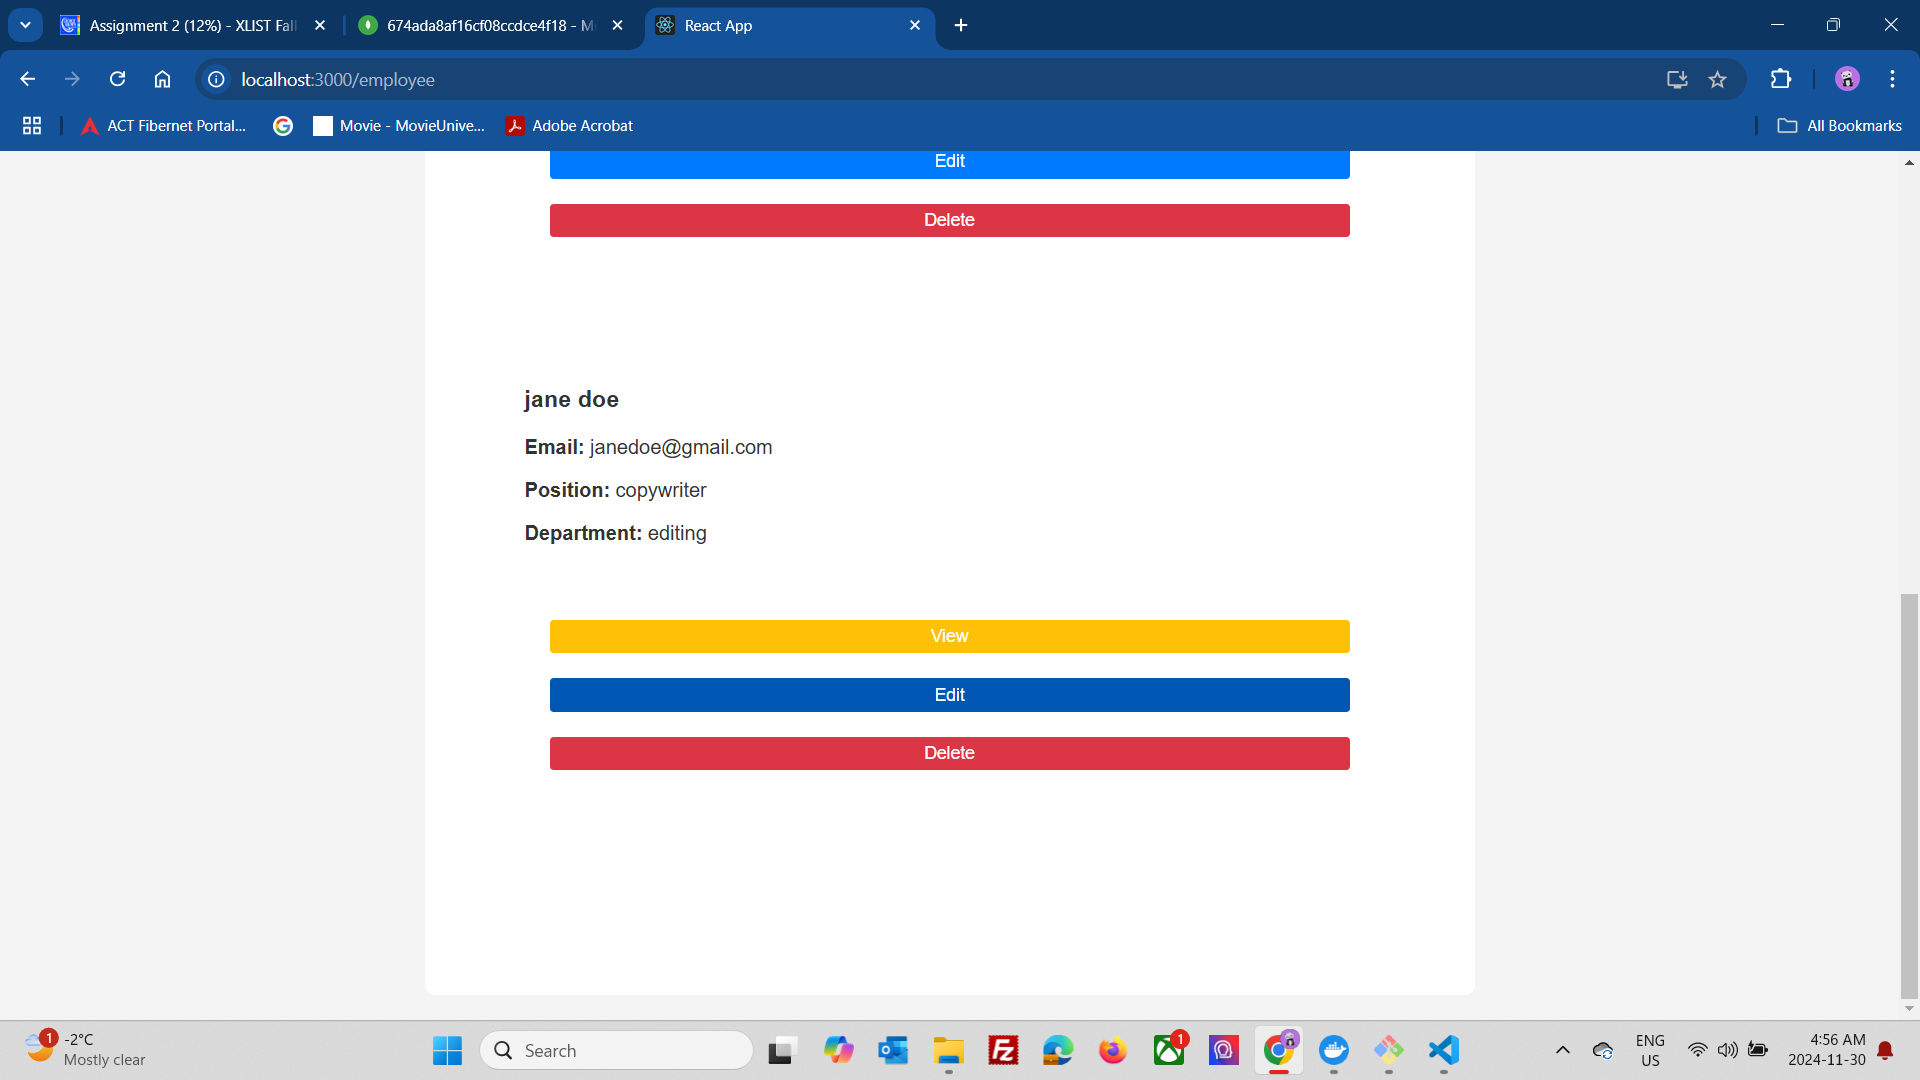 Assignment 2 (12%) - XLIST Fall
674ada8af16cf08ccdce4f18 - M
React App
localhost:3000/employee
ACT Fibernet Portal...
Movie - MovieUnive...
Adobe Acrobat
All Bookmarks
Edit
Delete
jane doe
Email: janedoe@gmail.com
Position: copywriter
Department: editing
View
Edit
Delete
1
-2°C
Mostly clear
Search
1
ENG
US
4:56 AM
2024-11-30